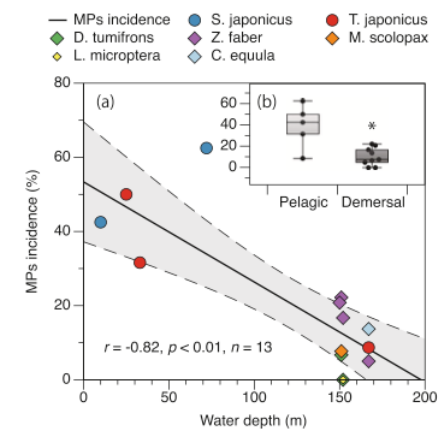 MPs incidence S. japonicus T. japonicus
D. tumifrons Z. faber M. scolopax
L. microptera C. equula
80
60
40
20
0
MPs incidence (%)
(a)
(b)
60
40
20
0
*
Pelagic Demersal
r = -0.82, p < 0.01, n = 13
0 50 100 150 200
Water depth (m)